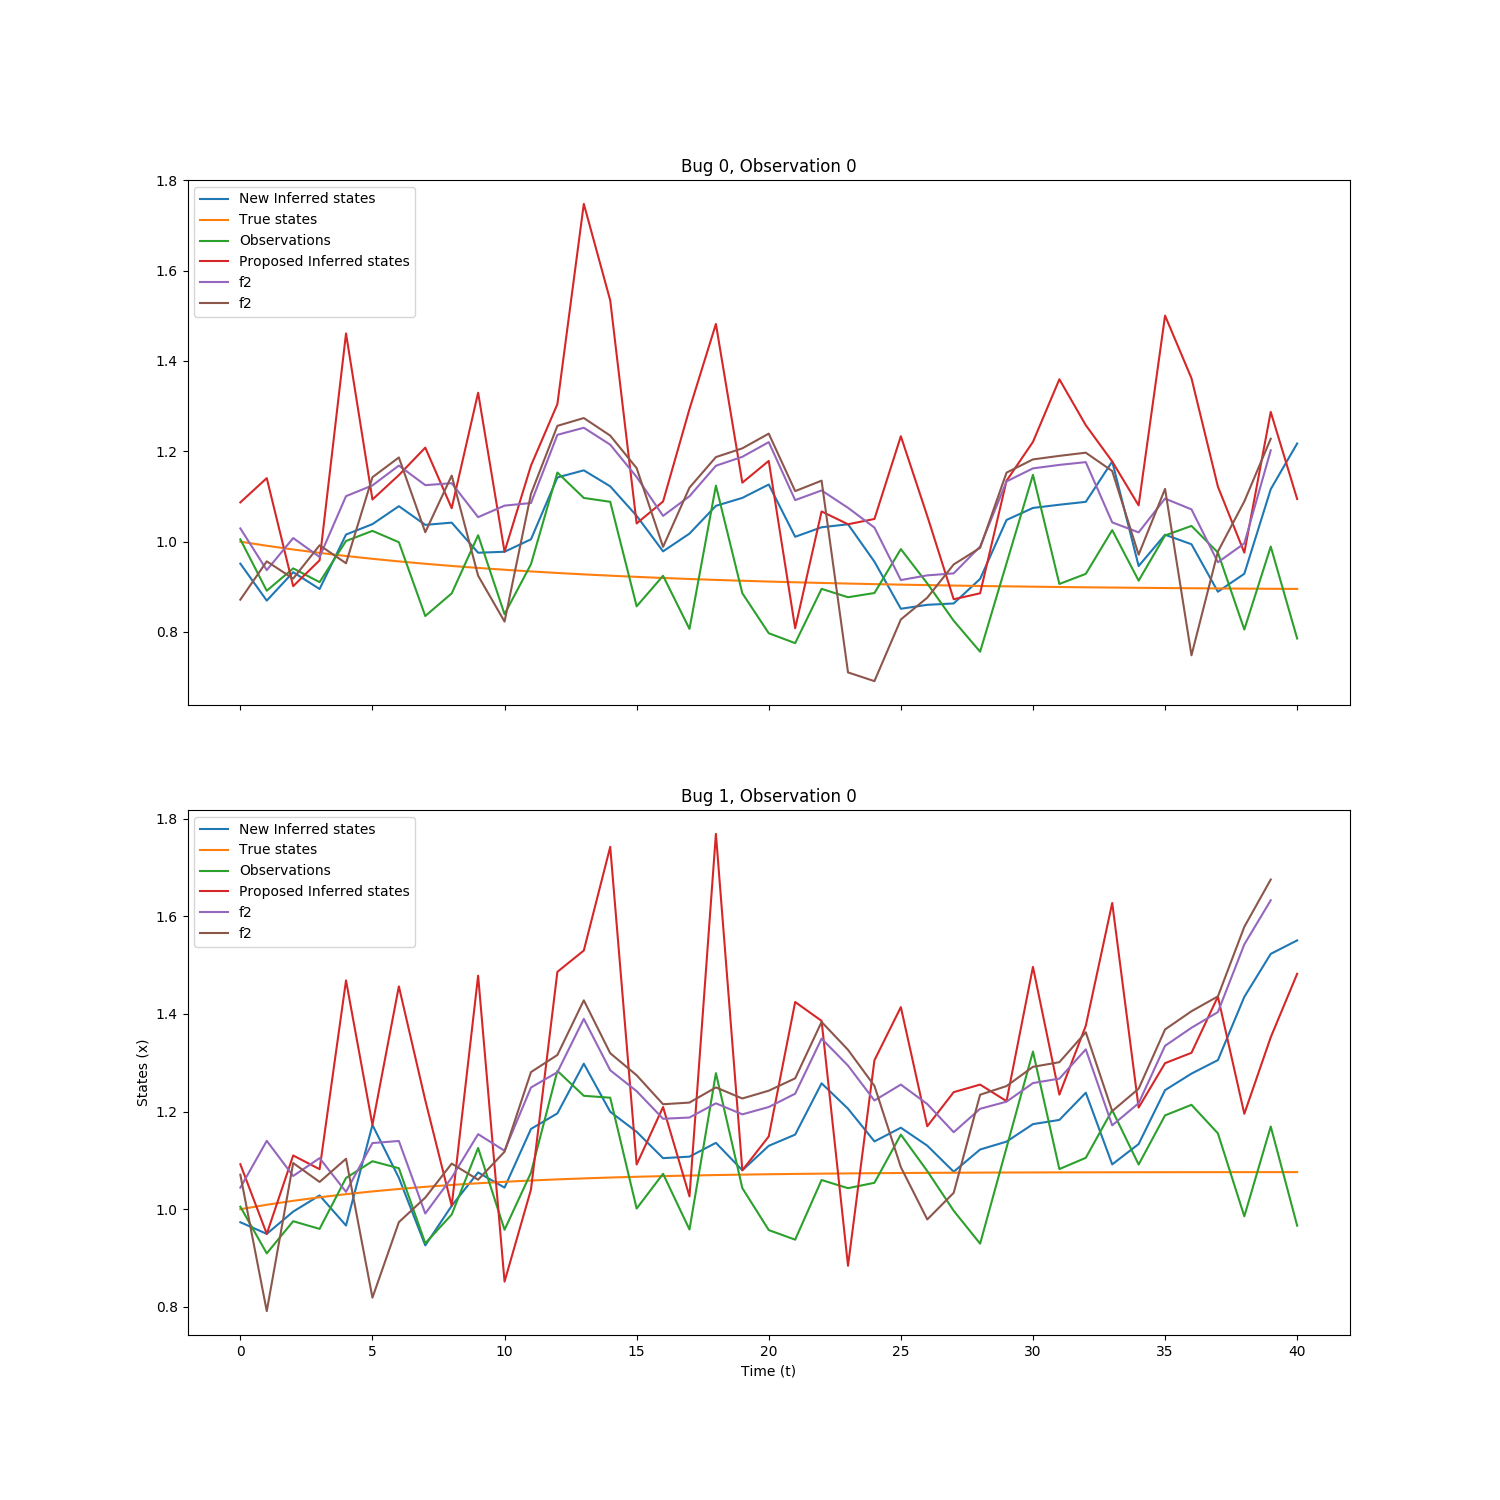 Bug 0, Observation 0
1.8
1.6
1.4
1.2
1.0
0.8
New Inferred states
True states
Observations
Proposed Inferred states
f2
f2
Bug 1, Observation 0
1.8
1.6
1.4
1.2
1.0
0.8
States (x)
New Inferred states
True states
Observations
Proposed Inferred states
f2
f2
0 5 10 15 20 25 30 35 40
Time (t)